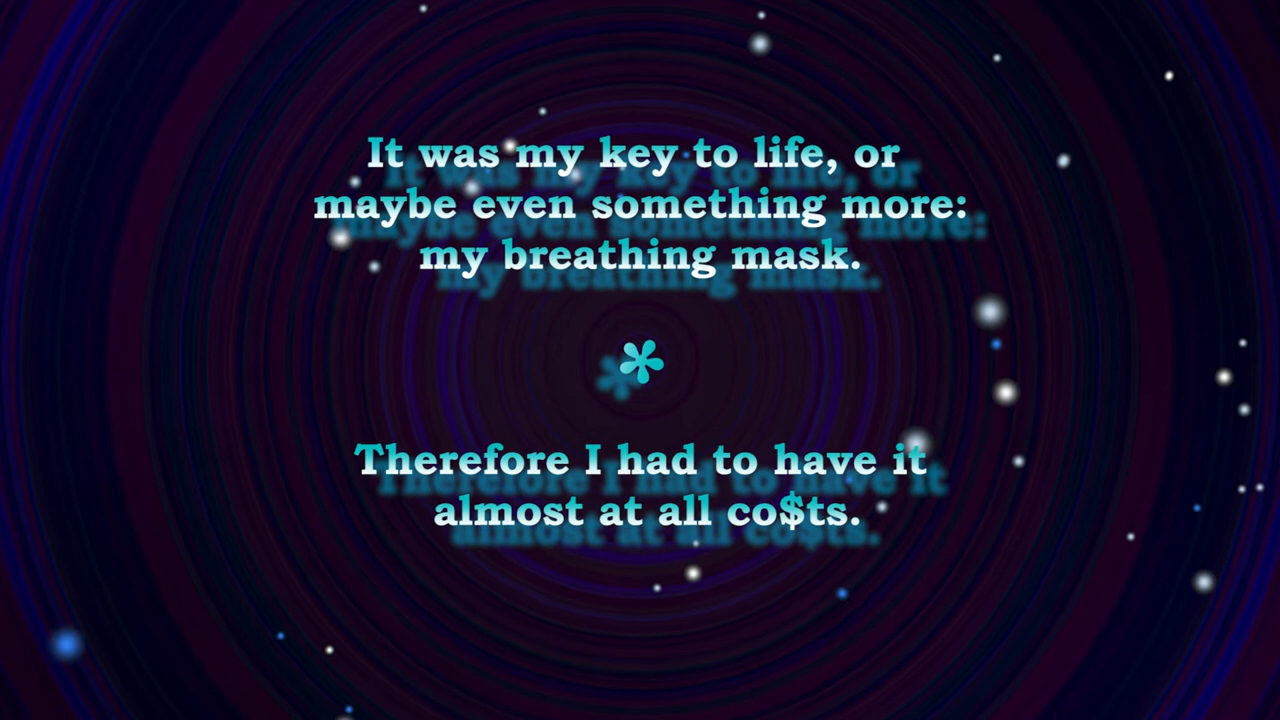 It was my key to life, or
maybe even something more:
my breathing mask.
*
Therefore I had to have it
almost at all co$ts.